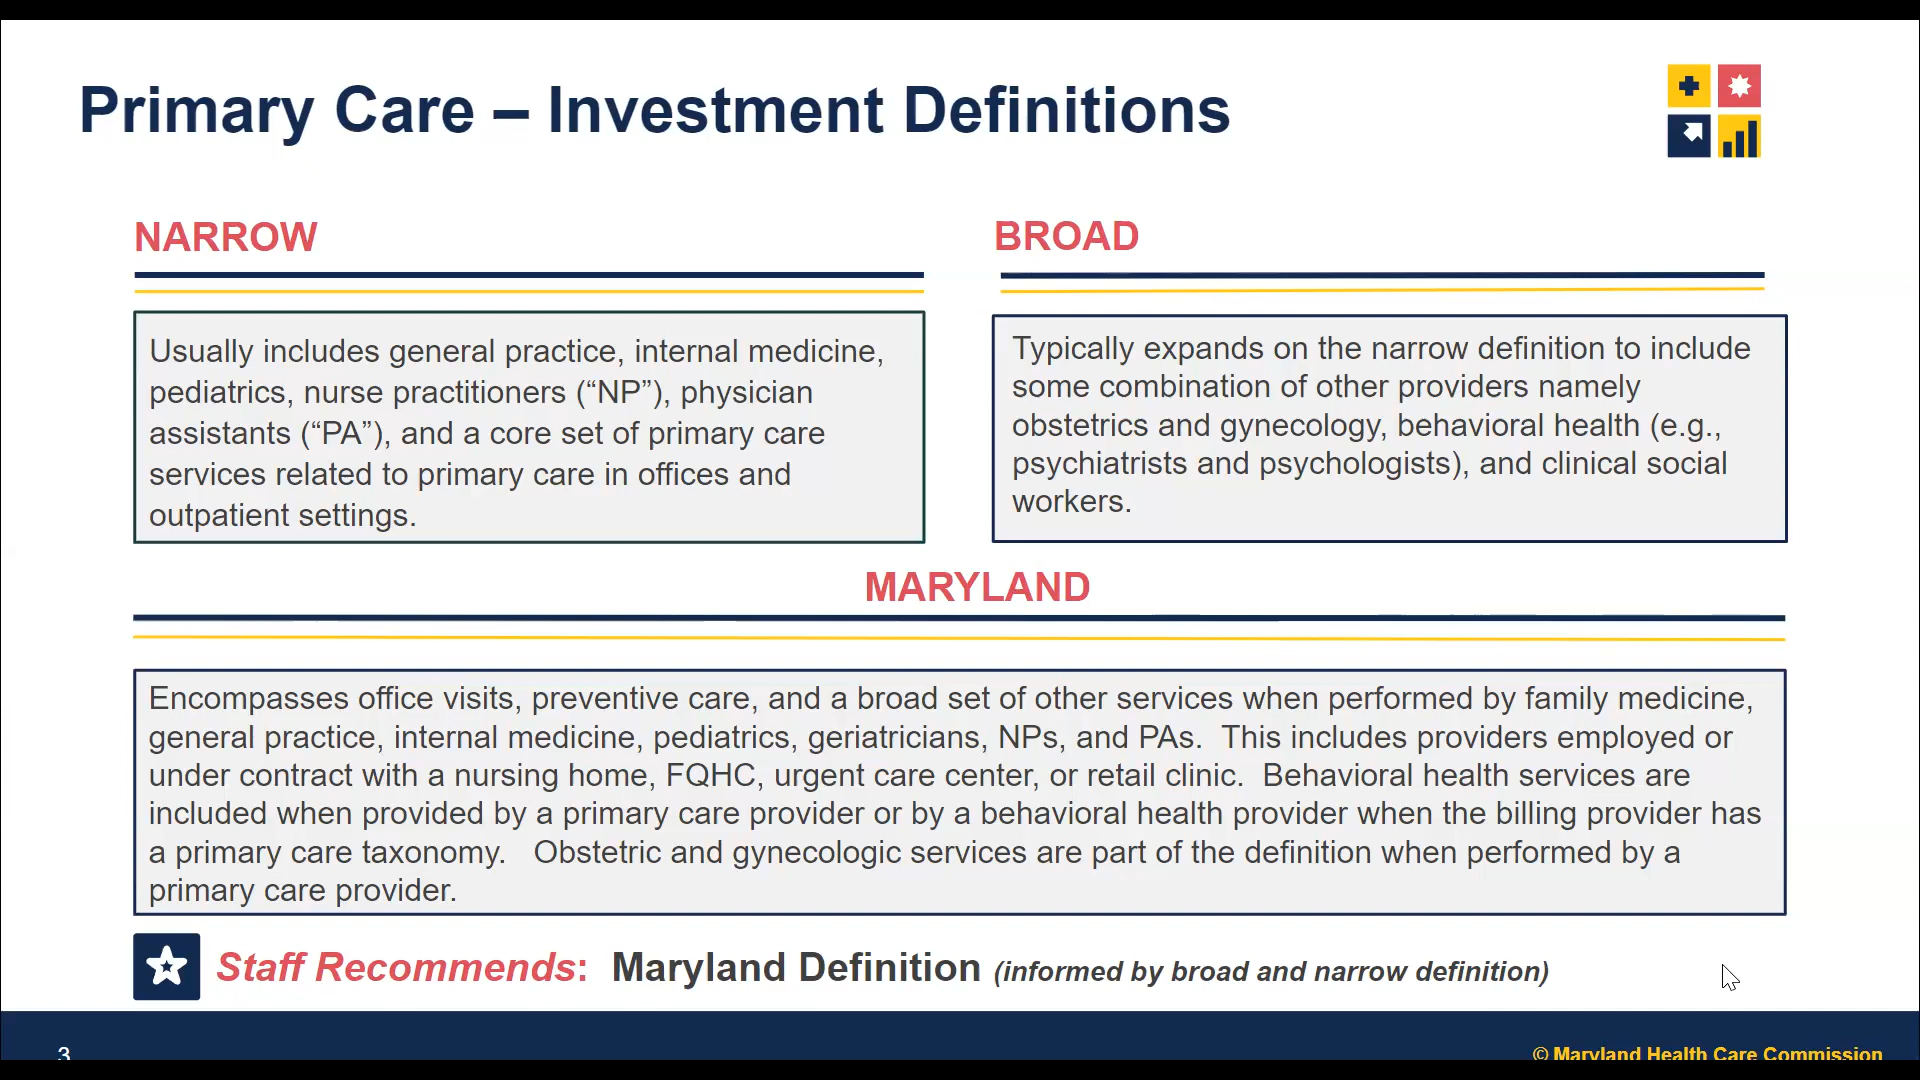 Primary Care – Investment Definitions
NARROW
Usually includes general practice, internal medicine,
pediatrics, nurse practitioners (“NP”), physician
assistants (“PA”), and a core set of primary care
services related to primary care in offices and
outpatient settings.
BROAD
Typically expands on the narrow definition to include
some combination of other providers namely
obstetrics and gynecology, behavioral health (e.g.,
psychiatrists and psychologists), and clinical social
workers.
MARYLAND
Encompasses office visits, preventive care, and a broad set of other services when performed by family medicine,
general practice, internal medicine, pediatrics, geriatricians, NPs, and PAs.  This includes providers employed or
under contract with a nursing home, FQHC, urgent care center, or retail clinic.  Behavioral health services are
included when provided by a primary care provider or by a behavioral health provider when the billing provider has
a primary care taxonomy.   Obstetric and gynecologic services are part of the definition when performed by a
primary care provider.
Staff Recommends:  Maryland Definition (informed by broad and narrow definition)
3
© Maryland Health Care Commission